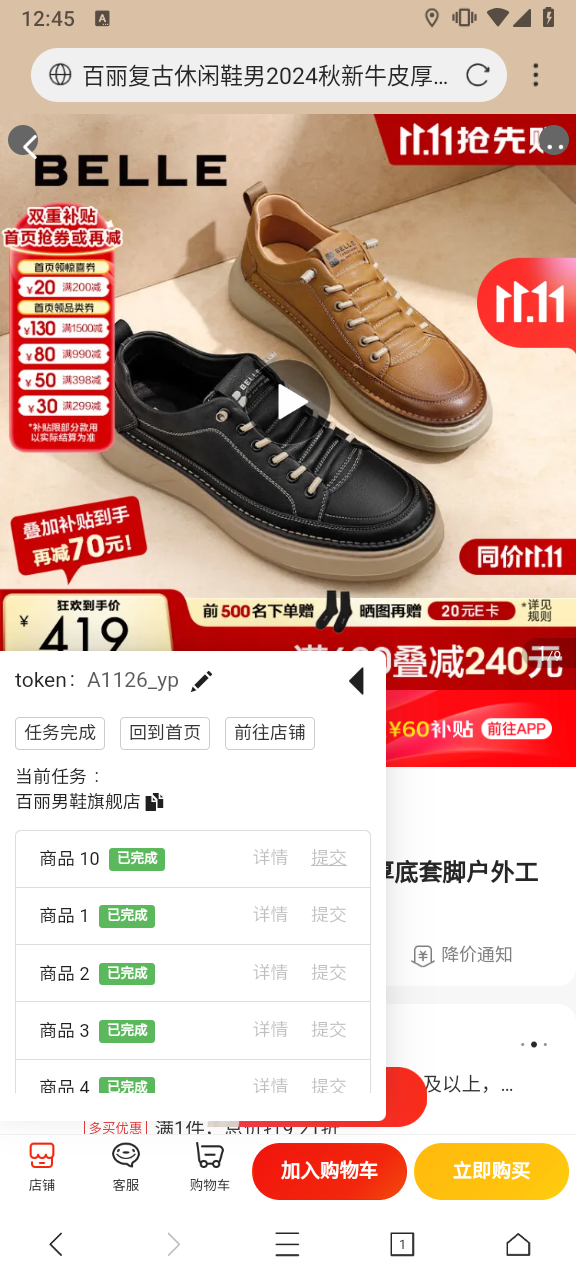 12:45
A
百丽复古休闲鞋男2024秋新牛皮厚...
BELLE
11.11抢先购
双重补贴
首页抢券或再减
首页领惊喜券
¥20 满200减
首页领品类券
¥130 满1500减
¥80 满990减
¥50 满398减
¥30 满299减
*补贴限部分款用
以实际结算为准
11.11
BELLE
BELLE
叠加补贴到手
再减70元!
同价11.11
狂欢到手价
¥419
前500名下单赠
晒图再赠
20元E卡
*详见
规则
叠减240元
1/9
¥60补贴
前往APP
token: A1126_yp
任务完成
回到首页
前往店铺
当前任务：
百丽男鞋旗舰店
商品 10 已完成 详情 提交
商品 1 已完成 详情 提交
商品 2 已完成 详情 提交
商品 3 已完成 详情 提交
商品 4 已完成 详情 提交
厚底套脚户外工
降价通知
及以上，...
多买优惠
满1件，总价打9.21折
店铺
客服
购物车
加入购物车
立即购买
1